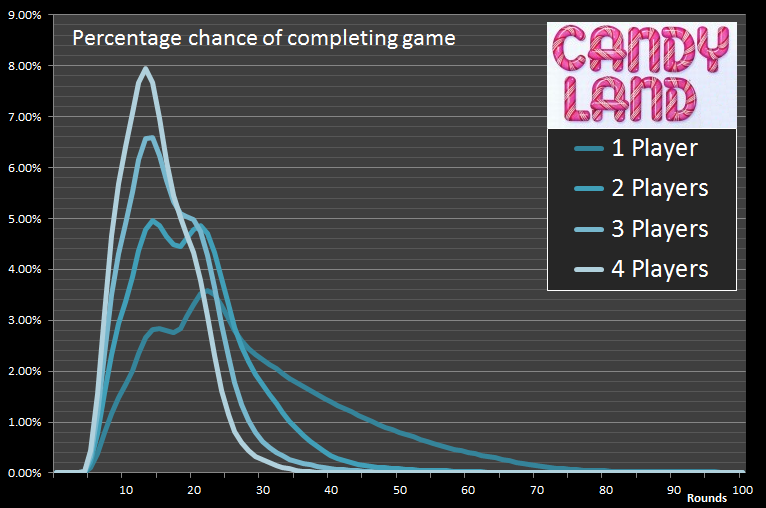 Percentage chance of completing game
CANDY
LAND
1 Player
2 Players
3 Players
4 Players
9.00%
8.00%
7.00%
6.00%
5.00%
4.00%
3.00%
2.00%
1.00%
0.00%
10 20 30 40 50 60 70 80 90 100
Rounds